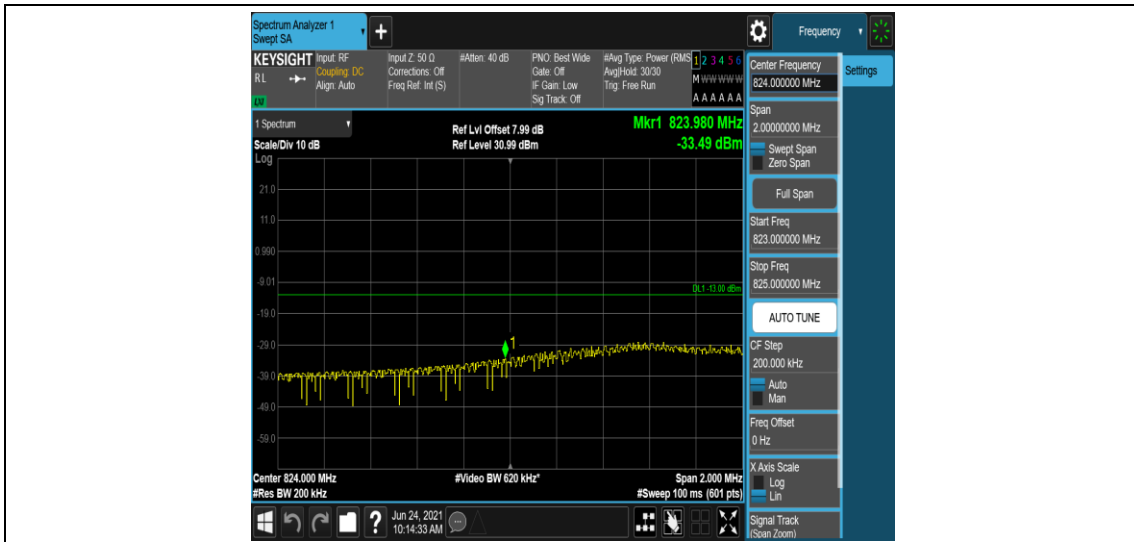 Spectrum Analyzer 1
Swept SA
+
Frequency
KEYSIGHT
RL
LXI
Input: RF
Coupling: DC
Align: Auto
Input Z: 50 Ω
Corrections: Off
Freq Ref: Int (S)
#Atten: 40 dB
PNO: Best Wide
Gate: Off
IF Gain: Low
Sig Track: Off
#Avg Type: Power (RMS
Avg|Hold: 30/30
Trig: Free Run
1 2 3 4 5 6
M W W W W W
A A A A A A
1 Spectrum
Scale/Div 10 dB
Log
Ref Lvl Offset 7.99 dB
Ref Level 30.99 dBm
Mkr1 823.980 MHz
-33.49 dBm
21.0
11.0
0.990
-9.01
DL1 -13.00 dBm
-19.0
-29.0
1
-39.0
-49.0
-59.0
Center 824.000 MHz
#Res BW 200 kHz
#Video BW 620 kHz*
Span 2.000 MHz
#Sweep 100 ms (601 pts)
?
Jun 24, 2021
10:14:33 AM
Center Frequency
824.000000 MHz
Settings
Span
2.00000000 MHz
Swept Span
Zero Span
Full Span
Start Freq
823.000000 MHz
Stop Freq
825.000000 MHz
AUTO TUNE
CF Step
200.000 kHz
Auto
Man
Freq Offset
0 Hz
X Axis Scale
Log
Lin
Signal Track
(Span Zoom)